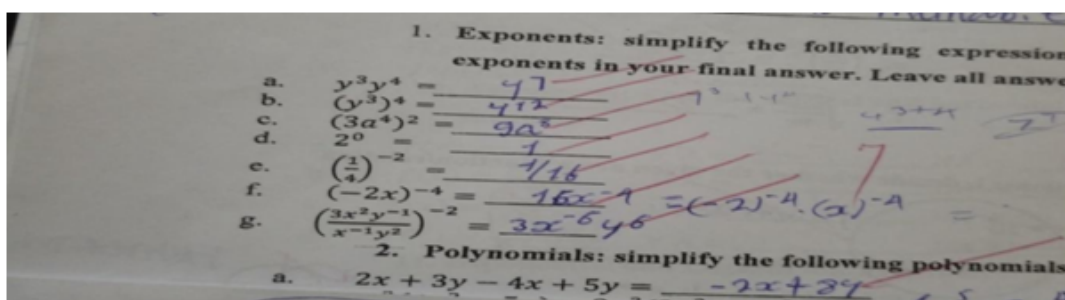 1. Exponents: simplify the following expression
exponents in your final answer. Leave all answe
a. y³y⁴ = y7
b. (y³)⁴ = y12
c. (3a⁴)² = 9a⁸
d. 2⁰ = 1
e. (1/4)⁻² = 1/16
f. (−2x)⁻⁴ = 16x⁻⁴ = (-2)⁻⁴.(x)⁻⁴ =
g. (3x²y⁻¹/x⁻¹y²)⁻² = 3x⁻⁶y⁶
2. Polynomials: simplify the following polynomials
a. 2x + 3y − 4x + 5y = -2x+8y